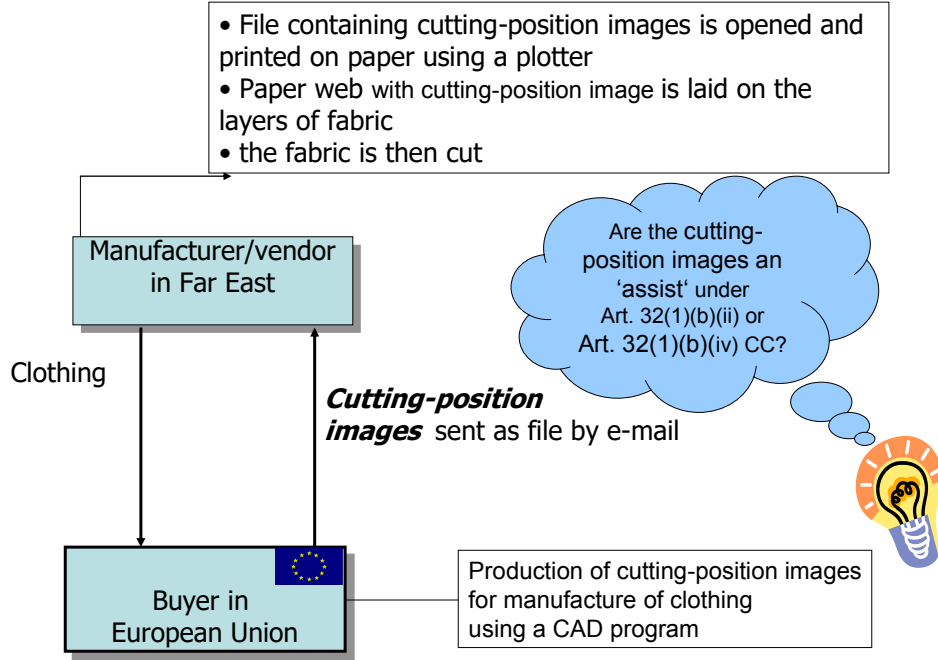 • File containing cutting-position images is opened and
printed on paper using a plotter
• Paper web with cutting-position image is laid on the
layers of fabric
• the fabric is then cut
Manufacturer/vendor
in Far East
Are the cutting-
position images an
‘assist‘ under
Art. 32(1)(b)(ii) or
Art. 32(1)(b)(iv) CC?
Clothing
Cutting-position
images sent as file by e-mail
Buyer in
European Union
Production of cutting-position images
for manufacture of clothing
using a CAD program